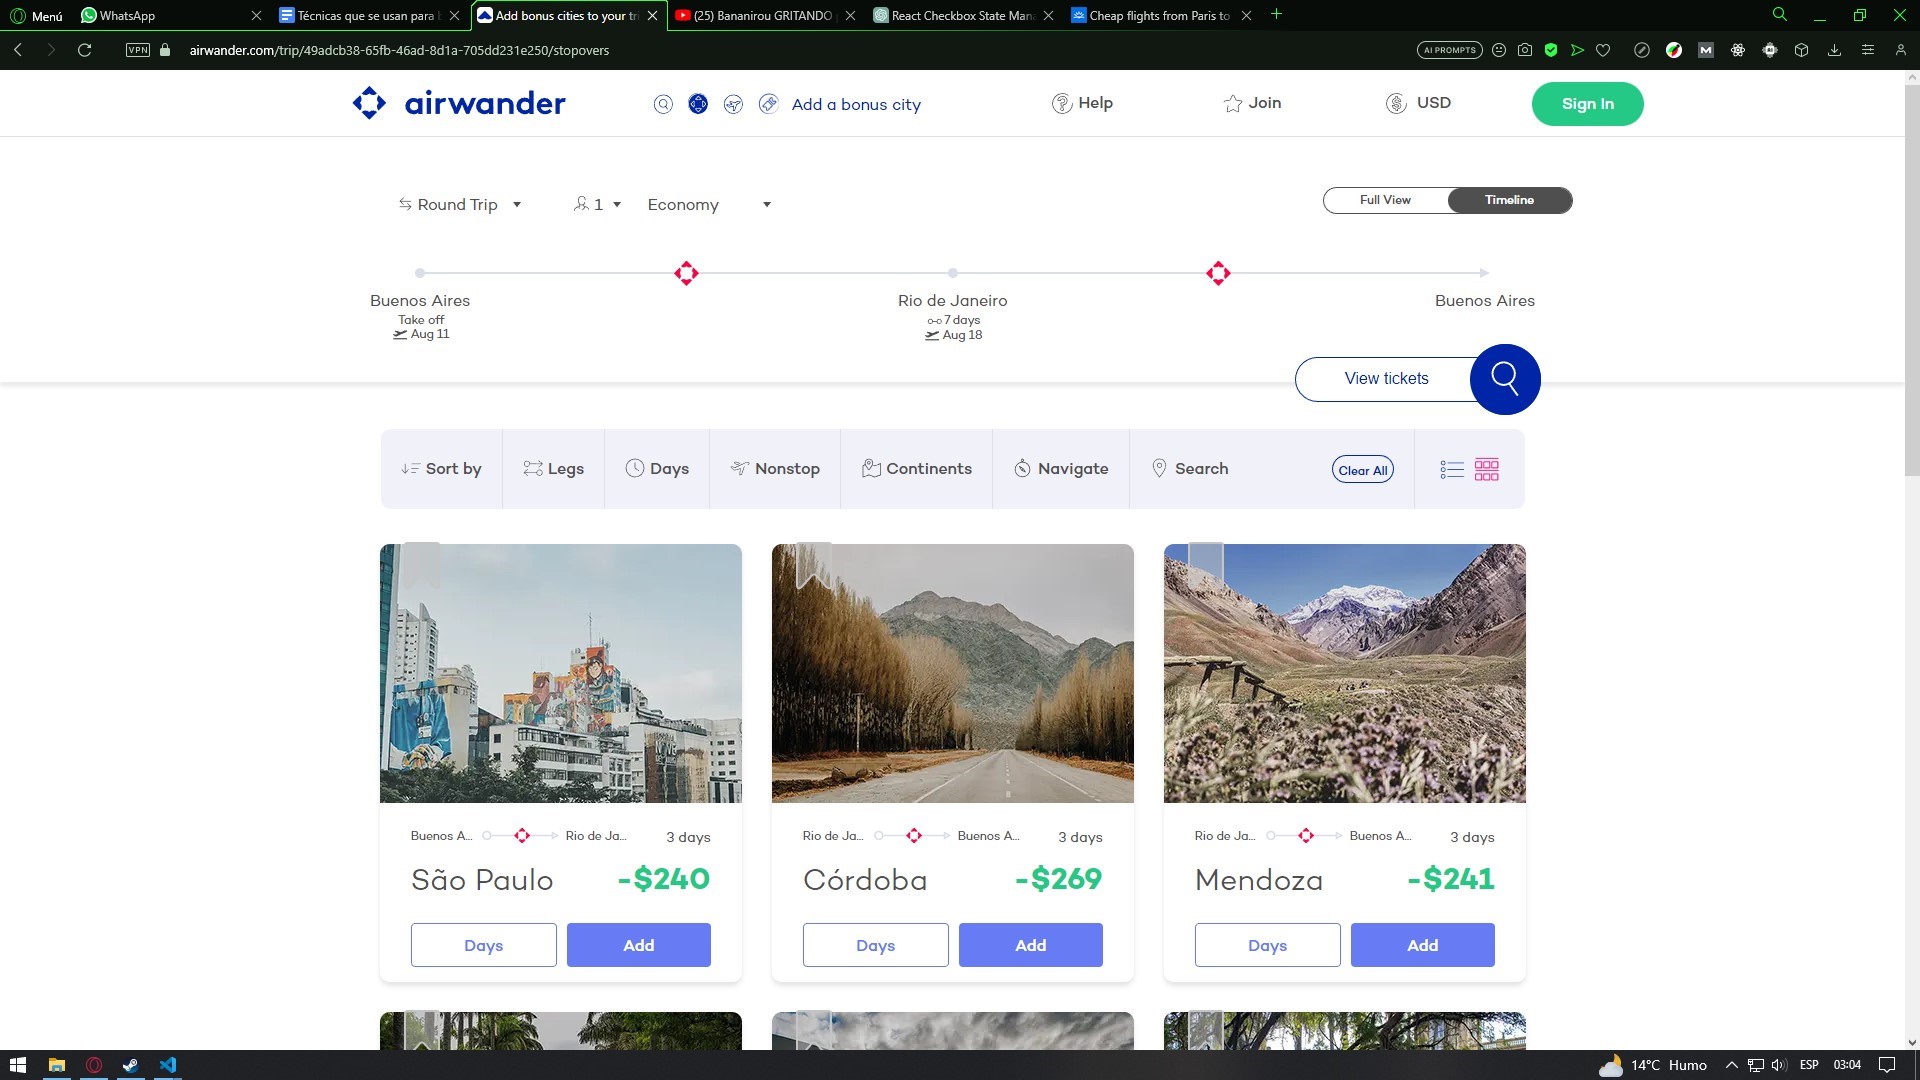 Menú
WhatsApp
Técnicas que se usan para
Add bonus cities to your tri
(25) Bananirou GRITANDO
React Checkbox State Man
Cheap flights from Paris to
VPN
airwander.com/trip/49adcb38-65fb-46ad-8d1a-705dd231e250/stopovers
AI PROMPTS
airwander
Add a bonus city
Help
Join
USD
Sign In
Round Trip
1
Economy
Full View
Timeline
Buenos Aires
Take off
Aug 11
Rio de Janeiro
7 days
Aug 18
Buenos Aires
View tickets
Sort by
Legs
Days
Nonstop
Continents
Navigate
Search
Clear All
Buenos A...
Rio de Ja...
3 days
São Paulo
-$240
Days
Add
Rio de Ja...
Buenos A...
3 days
Córdoba
-$269
Days
Add
Rio de Ja...
Buenos A...
3 days
Mendoza
-$241
Days
Add
14°C Humo
ESP
03:04